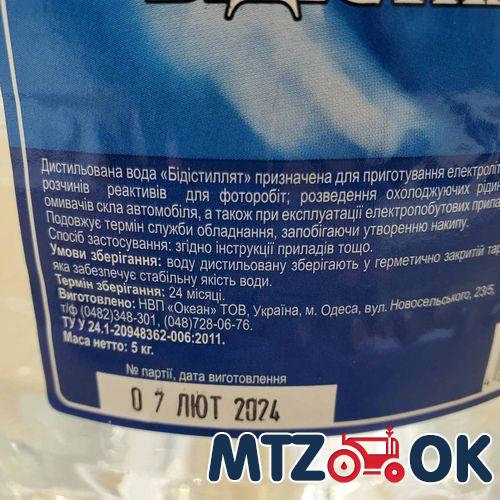 Дистильована вода «Бідістиллят» призначена для приготування електроліт
розчинів реактивів для фоторобіт; розведення охолоджуючих рідин
омивачів скла автомобіля, а також при експлуатації електропобутових прила
Подовжує термін служби обладнання, запобігаючи утворенню накипу.
Спосіб застосування: згідно інструкції приладів тощо.
Умови зберігання: воду дистильовану зберігають у герметично закритій тар
яка забезпечує стабільну якість води.
Термін зберігання: 24 місяці.
Виготовлено: НВП «Океан» ТОВ, Україна, м. Одеса, вул. Новосельського, 23/5,
т/ф (0482)348-301, (048)728-06-76.
ТУ У 24.1-20948362-006:2011.
Маса нетто: 5 кг.
№ партії, дата виготовлення
07 ЛЮТ 2024
MTZ OK